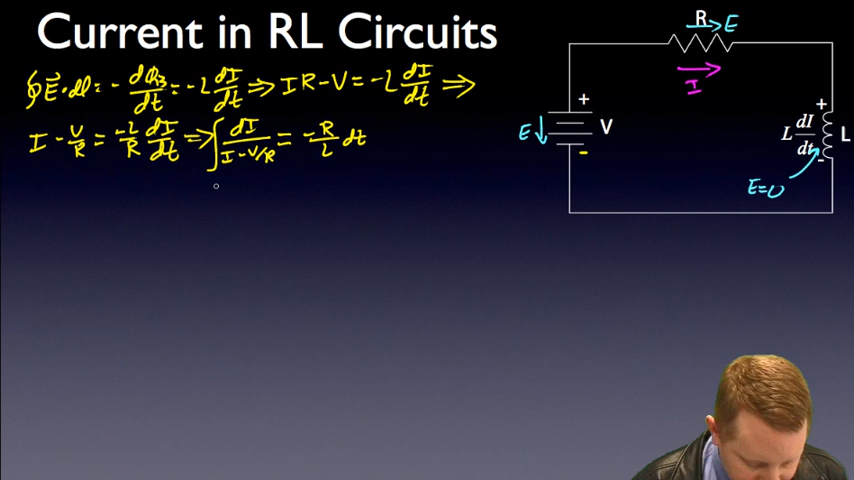 Current in RL Circuits
∮E⃗·dl = -dΦB/dt = -L dI/dt ⟹ IR-V = -L dI/dt ⟹
I - V/R = -L/R dI/dt ⟹ ∫ dI/(I-V/R) = -R/L dt
R E
I
+
E V
-
+
L dI/dt L
-
E=0